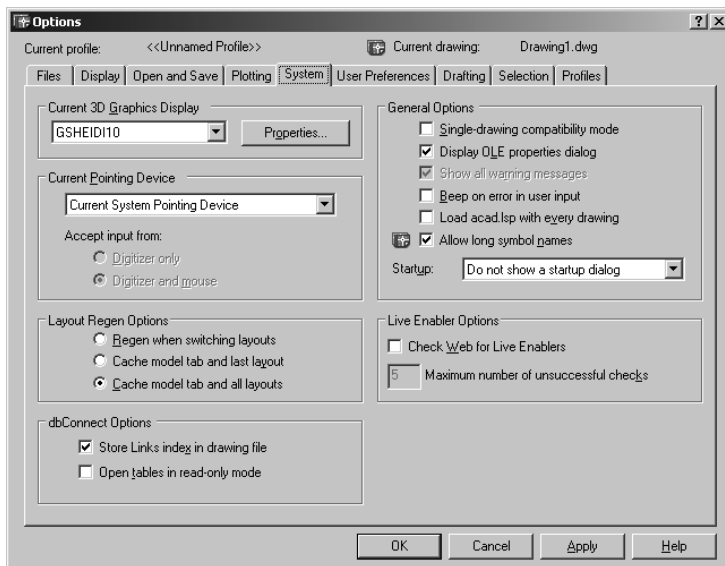 Options
Current profile: <<Unnamed Profile>> Current drawing: Drawing1.dwg
Files Display Open and Save Plotting System User Preferences Drafting Selection Profiles
Current 3D Graphics Display
GSHEIDI10 Properties...
Current Pointing Device
Current System Pointing Device
Accept input from:
Digitizer only
Digitizer and mouse
Layout Regen Options
Regen when switching layouts
Cache model tab and last layout
Cache model tab and all layouts
dbConnect Options
Store Links index in drawing file
Open tables in read-only mode
General Options
Single-drawing compatibility mode
Display OLE properties dialog
Show all warning messages
Beep on error in user input
Load acad.lsp with every drawing
Allow long symbol names
Startup: Do not show a startup dialog
Live Enabler Options
Check Web for Live Enablers
5 Maximum number of unsuccessful checks
OK Cancel Apply Help